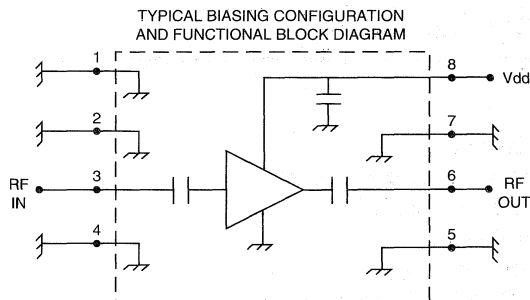 TYPICAL BIASING CONFIGURATION
AND FUNCTIONAL BLOCK DIAGRAM
1
8
Vdd
2
7
3
6
RF
IN
RF
OUT
4
5